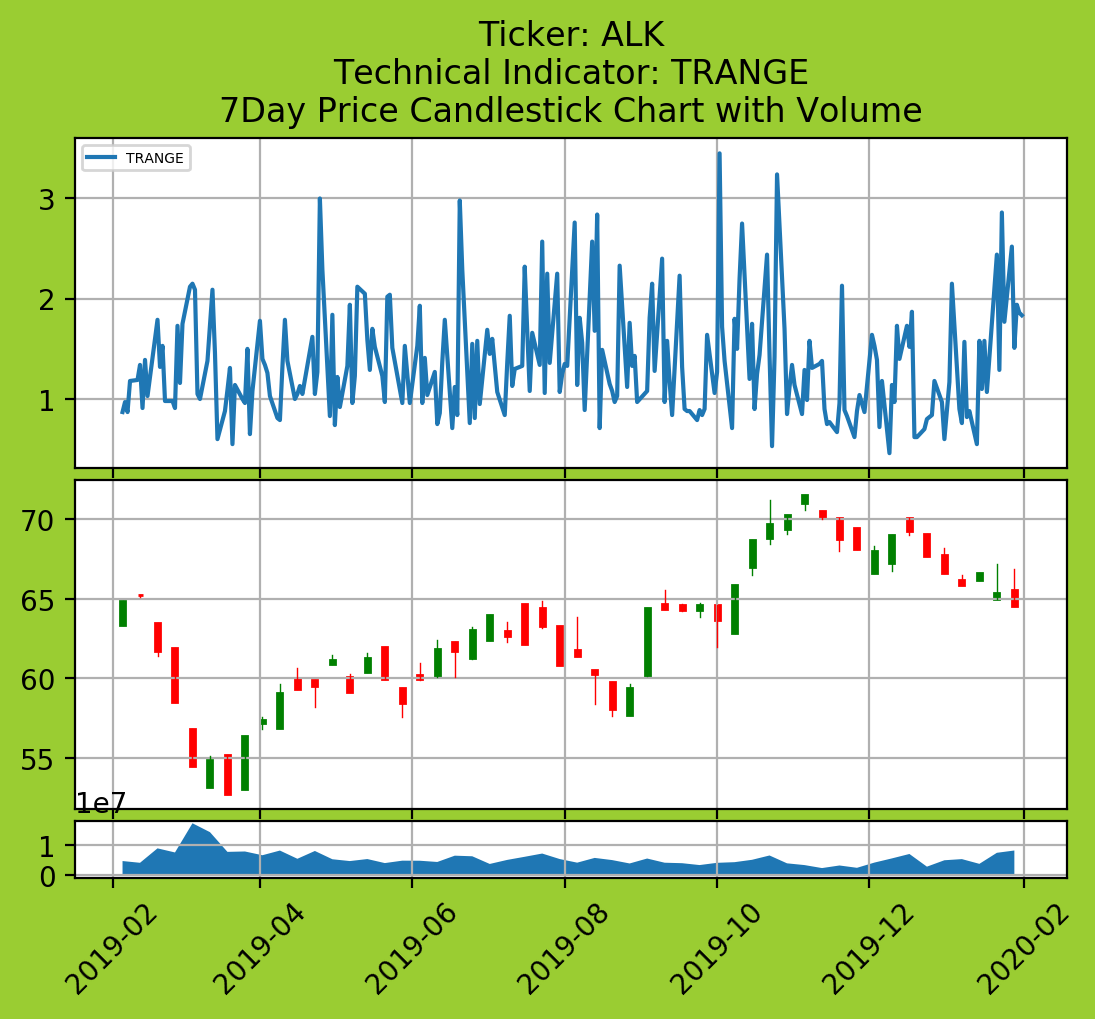 Ticker: ALK
Technical Indicator: TRANGE
7Day Price Candlestick Chart with Volume
TRANGE
3
2
1
70
65
60
55
1e7
1
0
2019-02 2019-04 2019-06 2019-08 2019-10 2019-12 2020-02